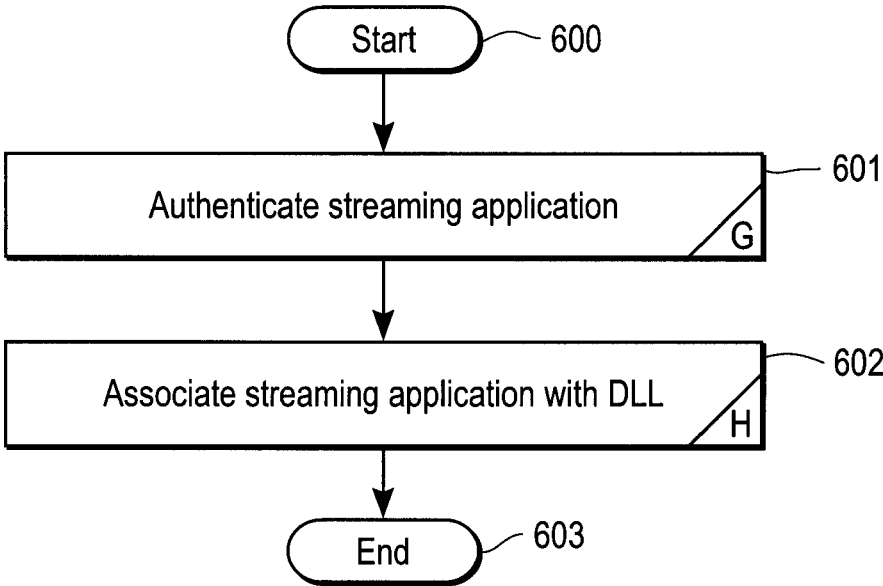 Start
600
601
Authenticate streaming application
G
602
Associate streaming application with DLL
H
End
603